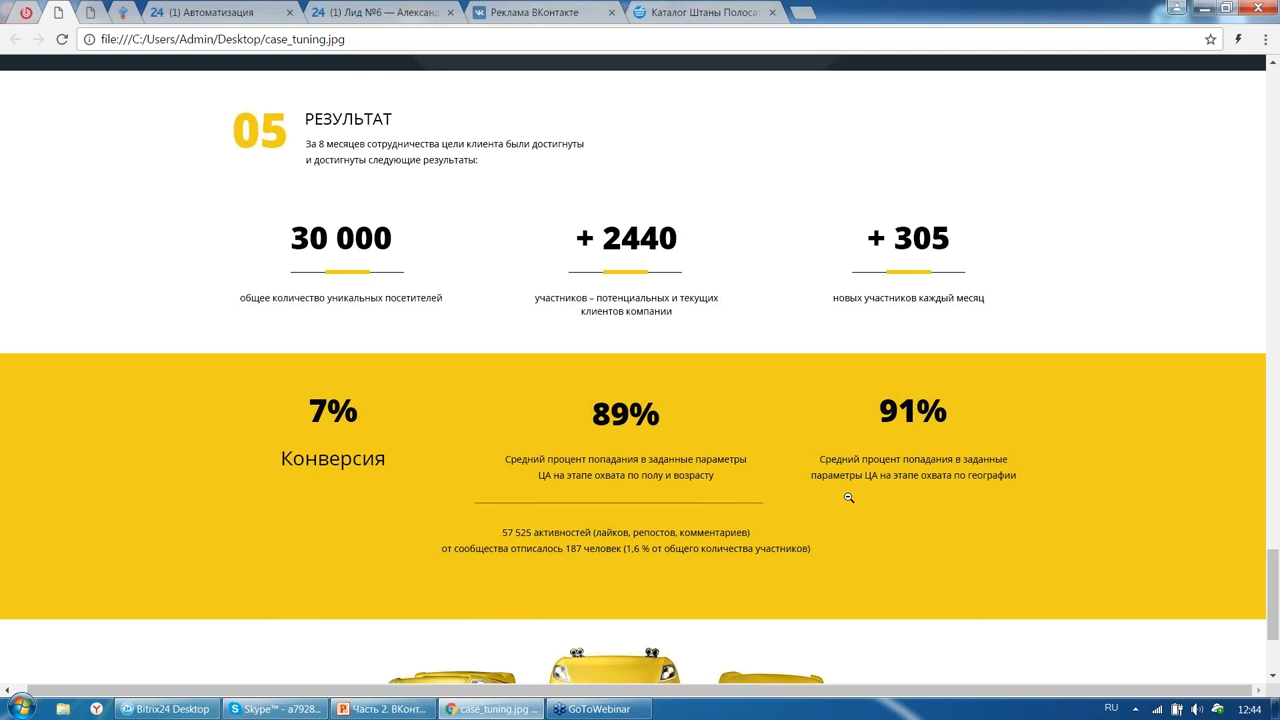 24 (1) Автоматизация
24 (1) Лид №6 — Александ
Реклама ВКонтакте
Каталог Штаны Полосат
file:///C:/Users/Admin/Desktop/case_tuning.jpg
05
РЕЗУЛЬТАТ
За 8 месяцев сотрудничества цели клиента были достигнуты
и достигнуты следующие результаты:
30 000
+ 2440
+ 305
общее количество уникальных посетителей
участников – потенциальных и текущих
клиентов компании
новых участников каждый месяц
7%
89%
91%
Конверсия
Средний процент попадания в заданные параметры
ЦА на этапе охвата по полу и возрасту
Средний процент попадания в заданные
параметры ЦА на этапе охвата по географии
57 525 активностей (лайков, репостов, комментариев)
от сообщества отписалось 187 человек (1,6 % от общего количества участников)
Bitrix24 Desktop
Skype™ - a7928...
Часть 2. ВКонт...
case_tuning.jpg ...
GoToWebinar
RU
12:44